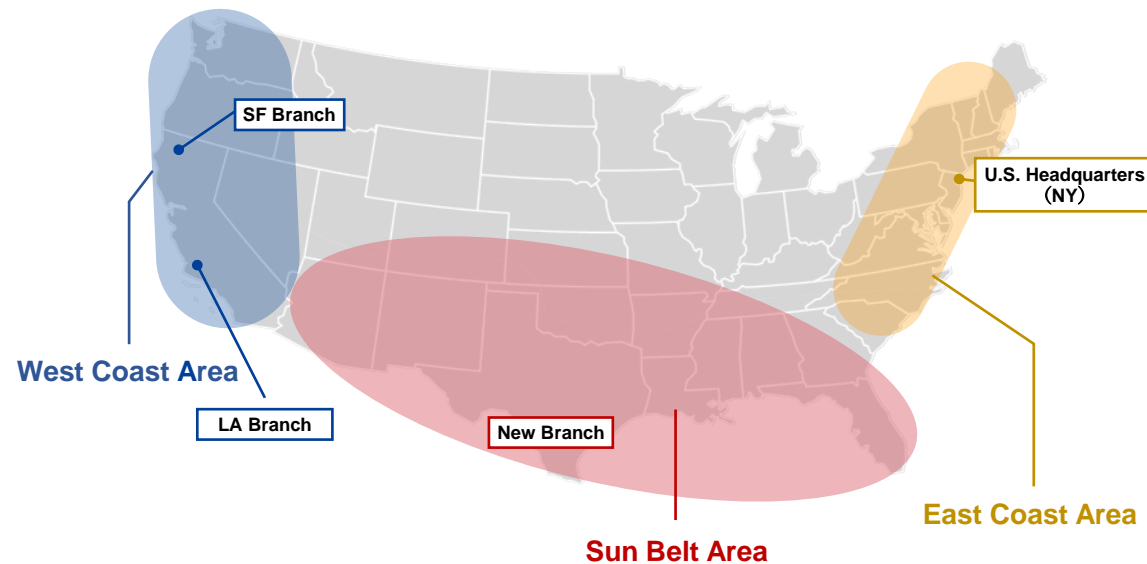 SF Branch
U.S. Headquarters
（NY）
West Coast Area
LA Branch
New Branch
East Coast Area
Sun Belt Area